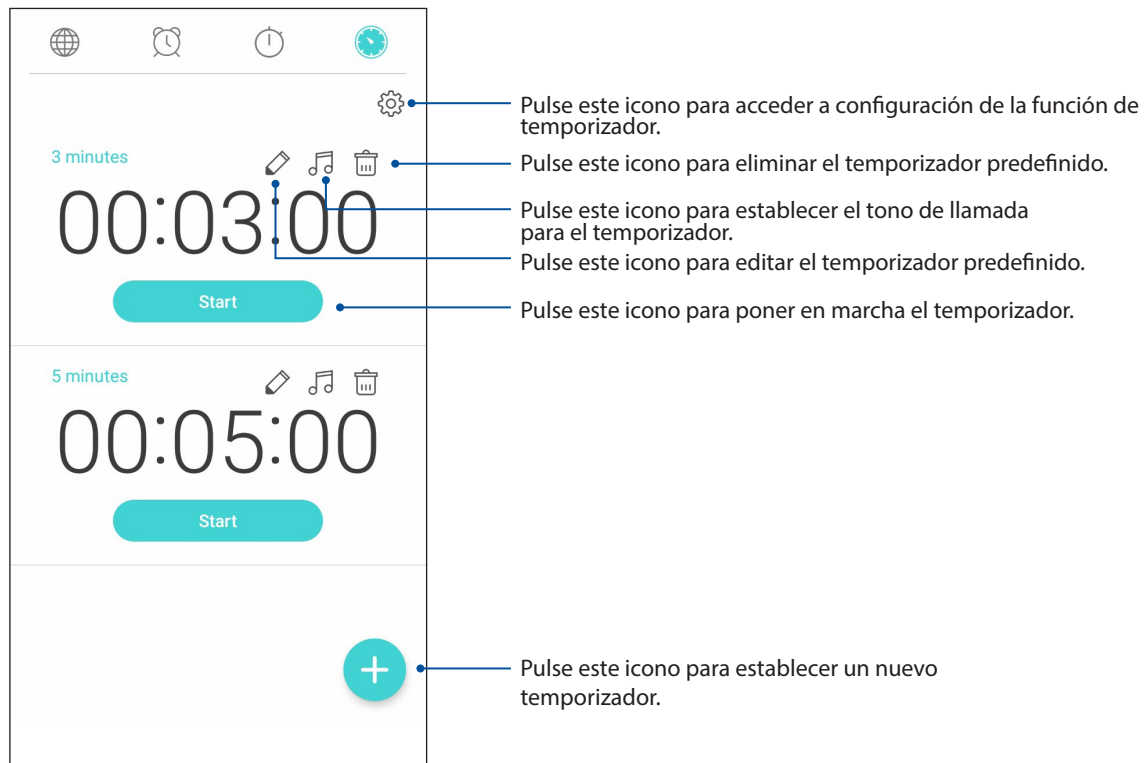 Pulse este icono para acceder a configuración de la función de
temporizador.
3 minutes
Pulse este icono para eliminar el temporizador predefinido.
00:03:00
Pulse este icono para establecer el tono de llamada
para el temporizador.
Pulse este icono para editar el temporizador predefinido.
Start
Pulse este icono para poner en marcha el temporizador.
5 minutes
00:05:00
Start
Pulse este icono para establecer un nuevo
temporizador.